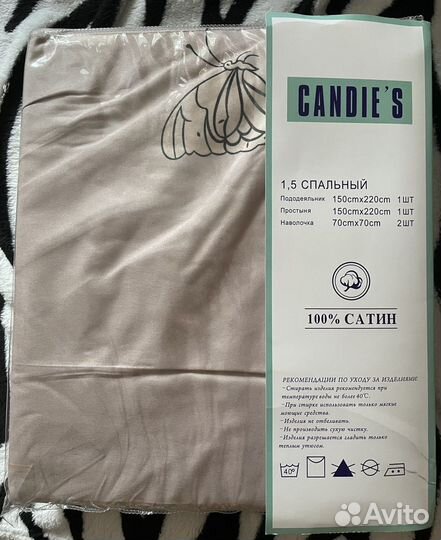 CANDIE'S
1,5 СПАЛЬНЫЙ
Пододеяльник 150cmx220cm 1ШТ
Простыня 150cmx220cm 1ШТ
Наволочка 70cmx70cm 2ШТ
100% САТИН
РЕКОМЕНДАЦИИ ПО УХОДУ ЗА ИЗДЕЛИЯМИ:
-Стирать изделия рекомендуется при
температуре воды не более 40℃.
-При стирке использовать только мягкие
моющие средства.
-Изделия не отбеливать.
-Не производить сухую чистку.
-Изделия разрешается гладить только
теплым утюгом.
40°
Avito